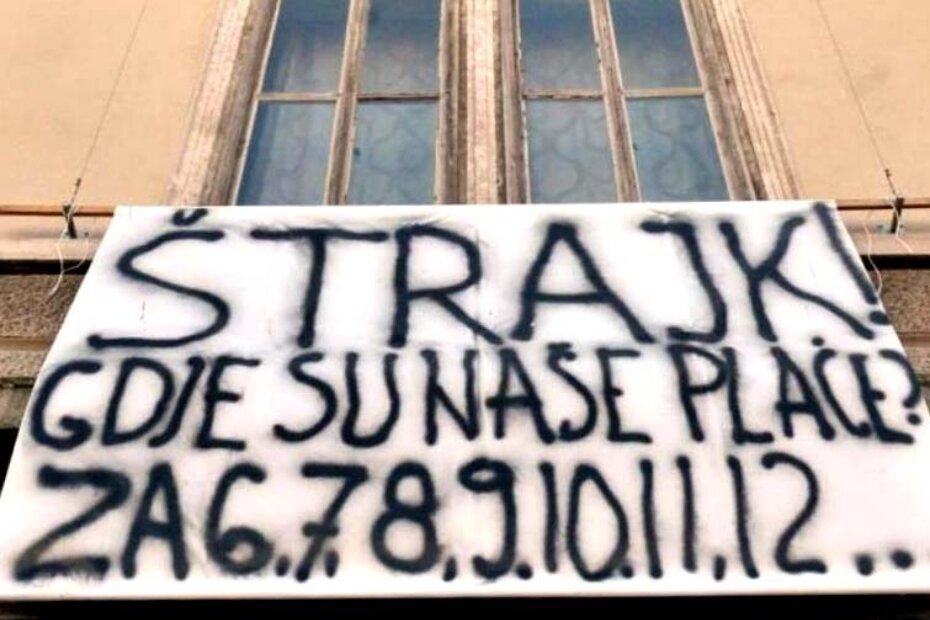 ŠTRAJK!
GDJE SU NAŠE PLAĆE?
ZA 6.,7.,8.,9.,10.,11.,12...